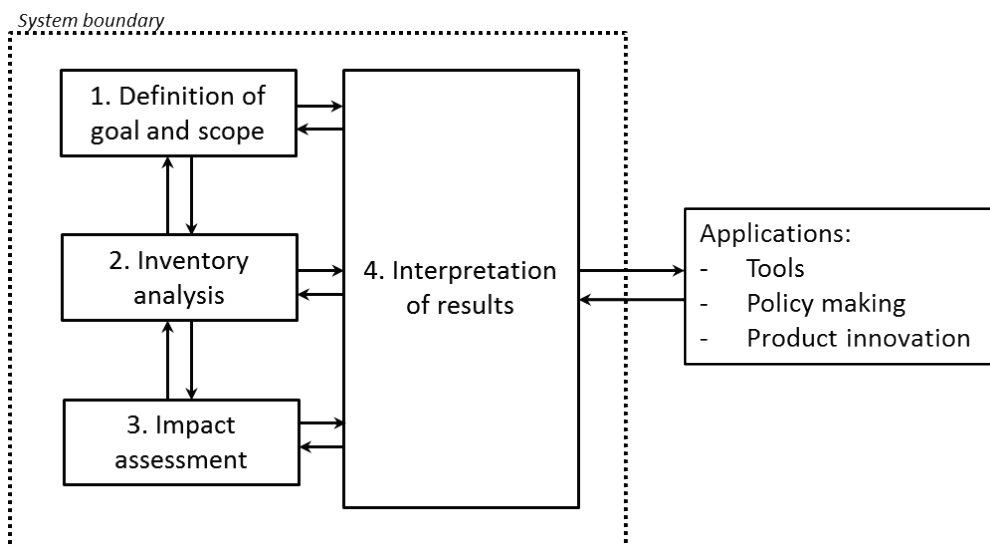 System boundary
1. Definition of
goal and scope
2. Inventory
analysis
3. Impact
assessment
4. Interpretation
of results
Applications:
- Tools
- Policy making
- Product innovation